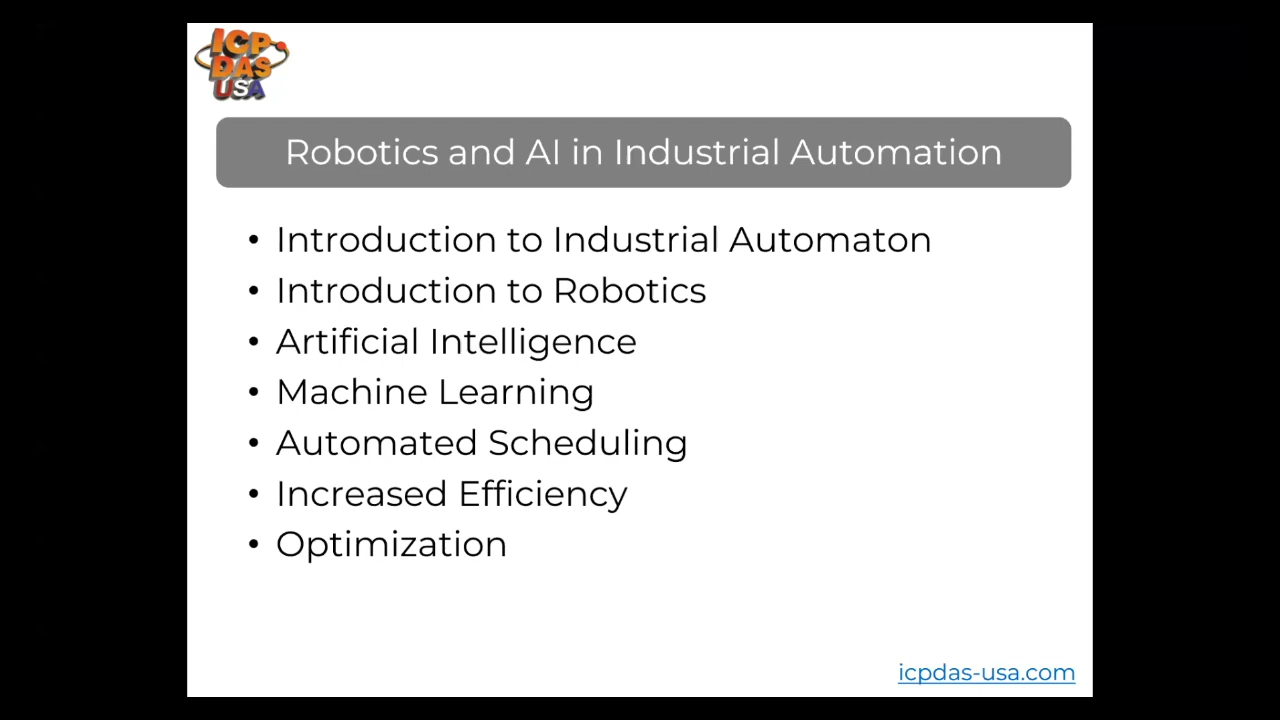 ICP
DAS
USA
Robotics and AI in Industrial Automation
• Introduction to Industrial Automaton
• Introduction to Robotics
• Artificial Intelligence
• Machine Learning
• Automated Scheduling
• Increased Efficiency
• Optimization
icpdas-usa.com